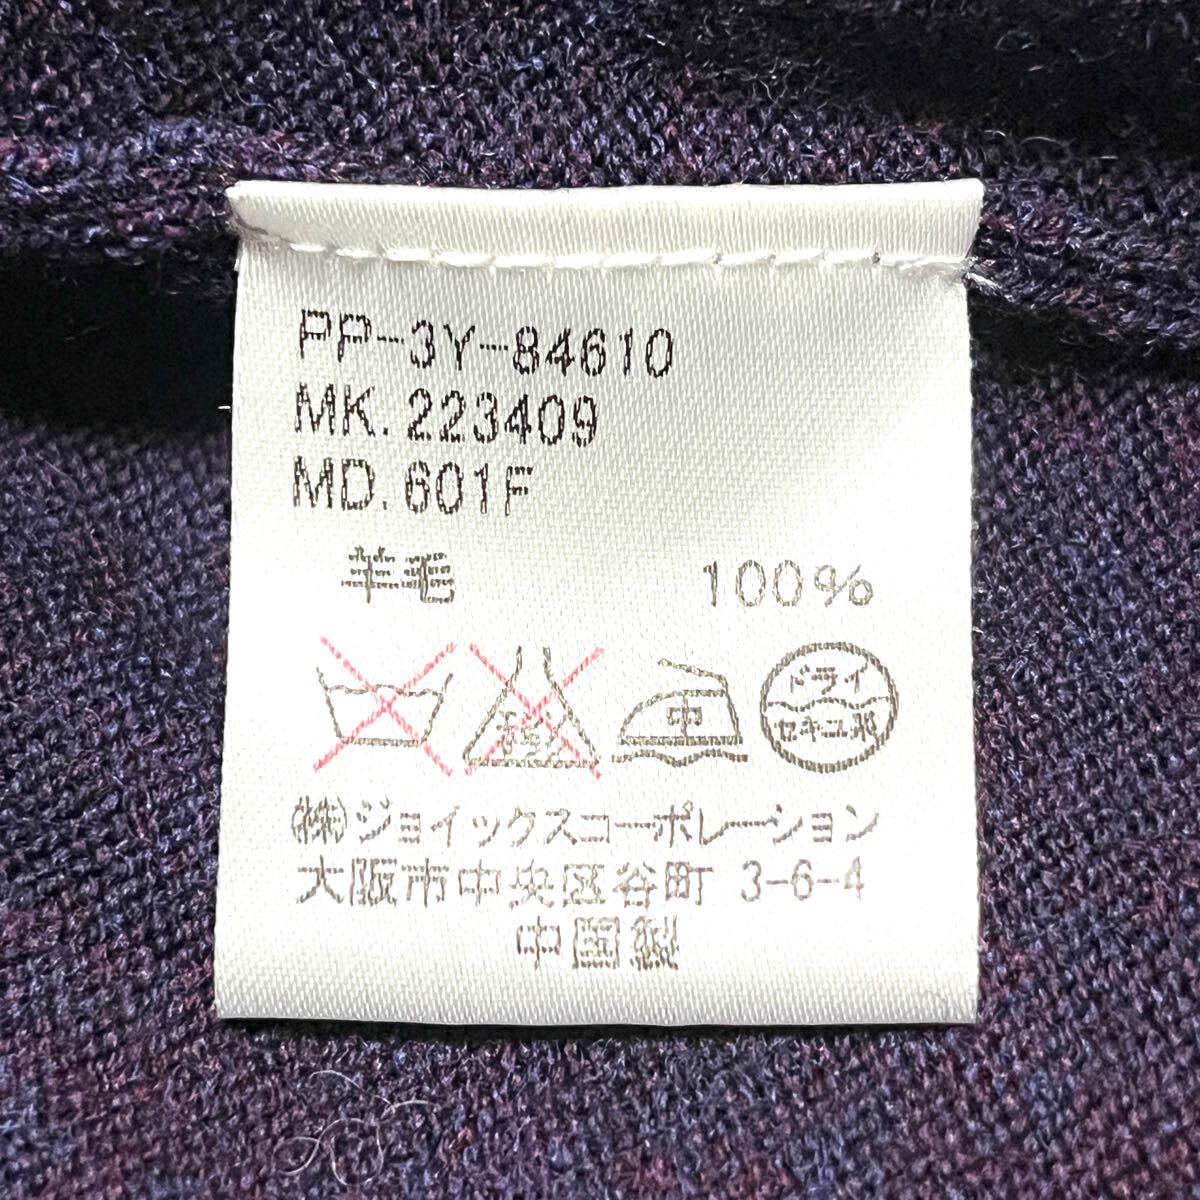 PP-3Y-84610
MK.223409
MD.601F
羊毛 100%
中 ドライ
セキユ系
㈱ジョイックスコーポレーション
大阪市中央区谷町 3-6-4
中国製